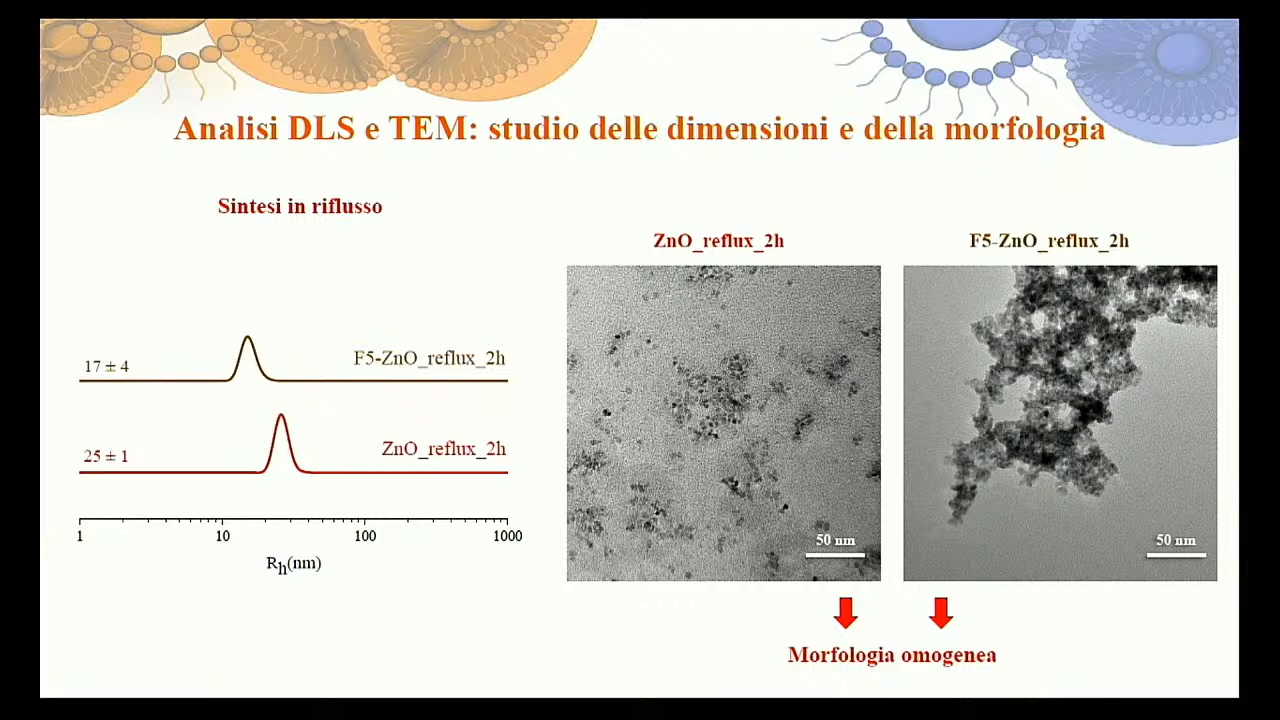 Analisi DLS e TEM: studio delle dimensioni e della morfologia
Sintesi in riflusso
17 ± 4
F5-ZnO_reflux_2h
25 ± 1
ZnO_reflux_2h
1 10 100 1000
Rh(nm)
ZnO_reflux_2h
F5-ZnO_reflux_2h
50 nm
50 nm
Morfologia omogenea